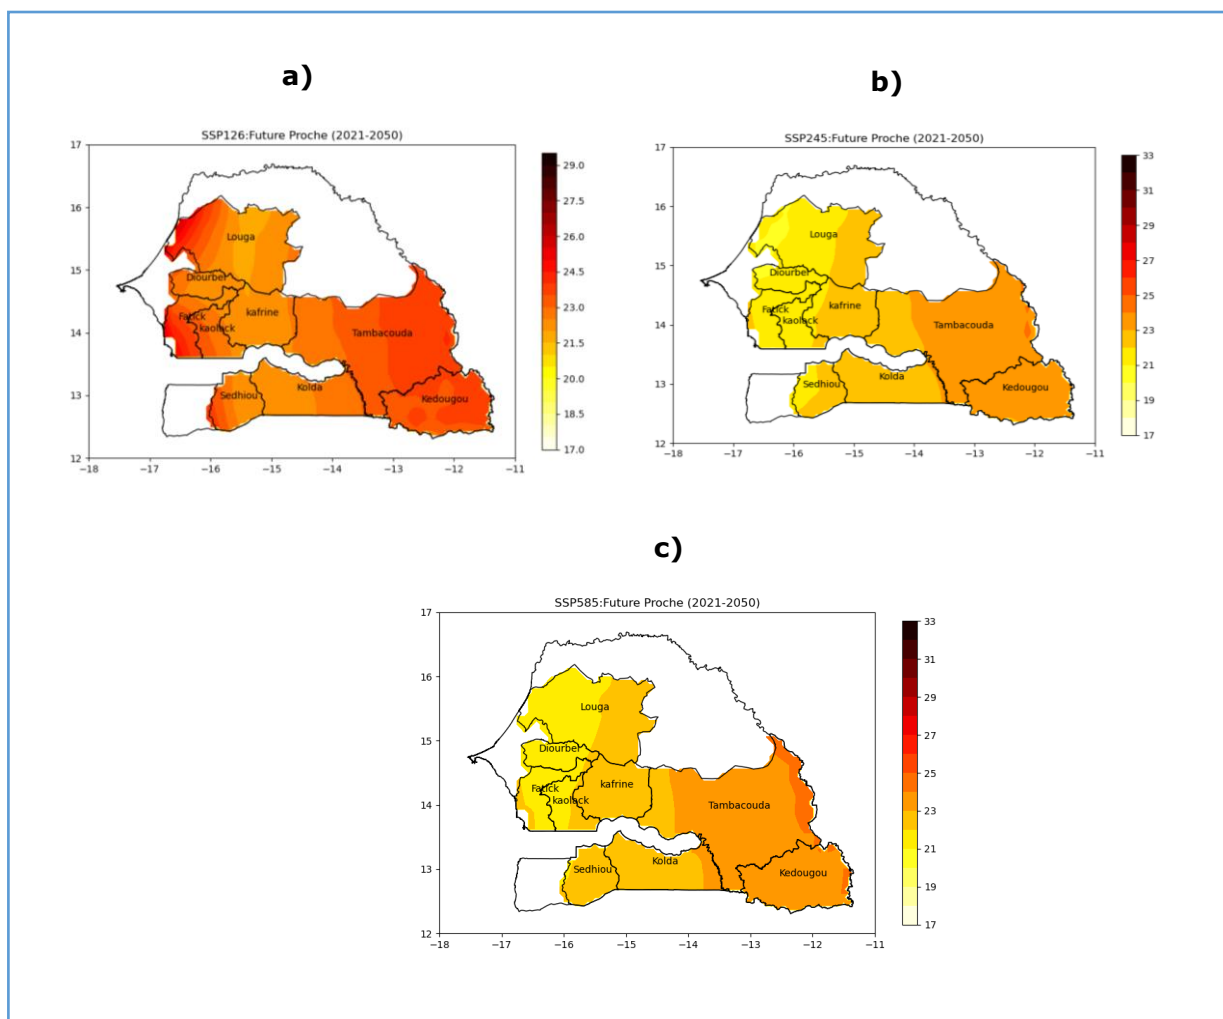 a)
b)
SSP126:Future Proche (2021-2050)
17
16
15
14
13
12
−18 −17 −16 −15 −14 −13 −12 −11
Louga
Diourbel
Fatick
kaolack
kafrine
Tambacouda
Sedhiou
Kolda
Kedougou
29.0
27.5
26.0
24.5
23.0
21.5
20.0
18.5
17.0
SSP245:Future Proche (2021-2050)
17
16
15
14
13
12
−18 −17 −16 −15 −14 −13 −12 −11
Louga
Diourbel
Fatick
kaolack
kafrine
Tambacouda
Sedhiou
Kolda
Kedougou
33
31
29
27
25
23
21
19
17
c)
SSP585:Future Proche (2021-2050)
17
16
15
14
13
12
−18 −17 −16 −15 −14 −13 −12 −11
Louga
Diourbel
Fatick
kaolack
kafrine
Tambacouda
Sedhiou
Kolda
Kedougou
33
31
29
27
25
23
21
19
17